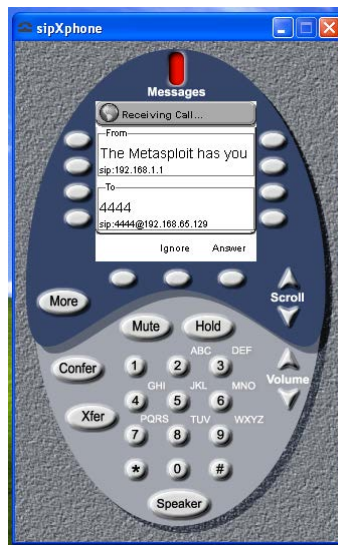 sipXphone
Messages
Receiving Call...
From
The Metasploit has you
sip:192.168.1.1
To
4444
sip:4444@192.168.65.129
Ignore Answer
More
Scroll
Mute Hold
ABC DEF
Confer 1 2 3
Volume
GHI JKL MNO
4 5 6
Xfer
PQRS TUV WXYZ
7 8 9
* 0 #
Speaker